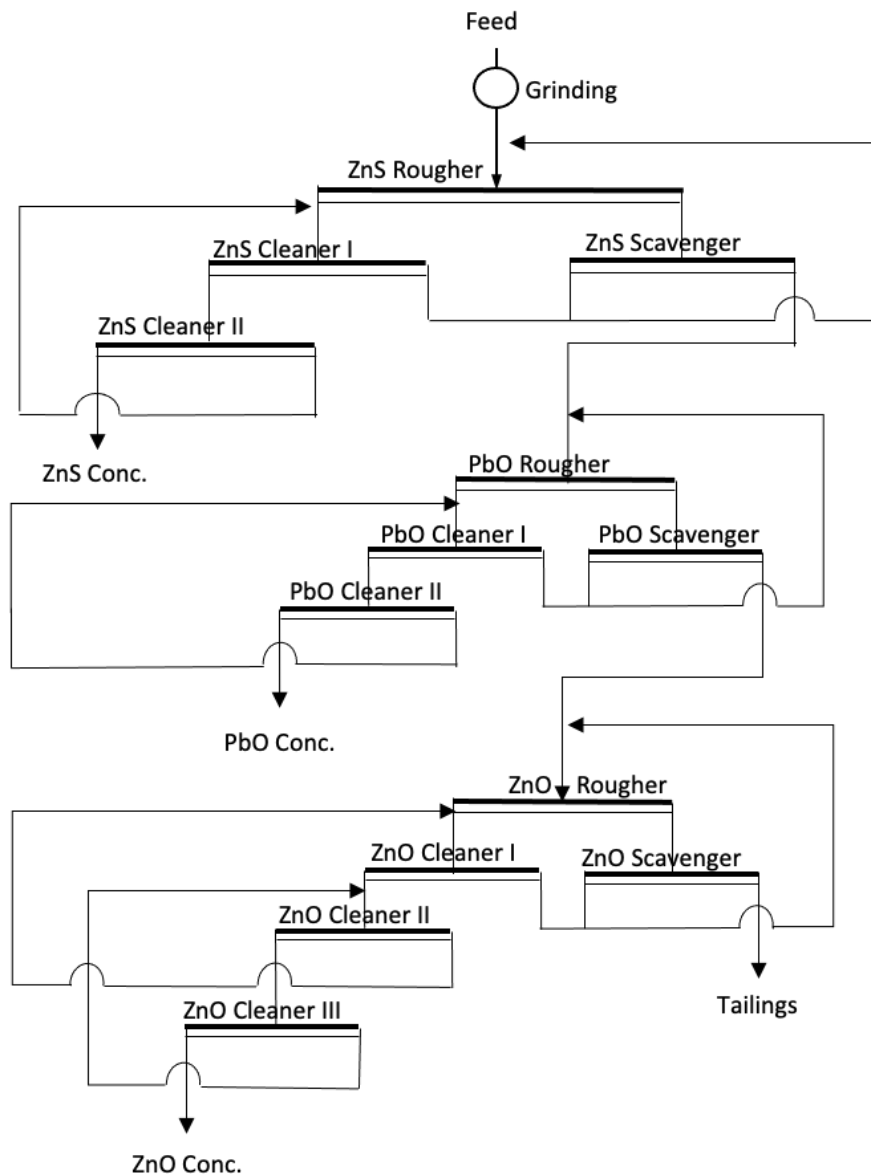 Feed
Grinding
ZnS Rougher
ZnS Cleaner I
ZnS Scavenger
ZnS Cleaner II
ZnS Conc.
PbO Rougher
PbO Cleaner I
PbO Scavenger
PbO Cleaner II
PbO Conc.
ZnO Rougher
ZnO Cleaner I
ZnO Scavenger
ZnO Cleaner II
Tailings
ZnO Cleaner III
ZnO Conc.